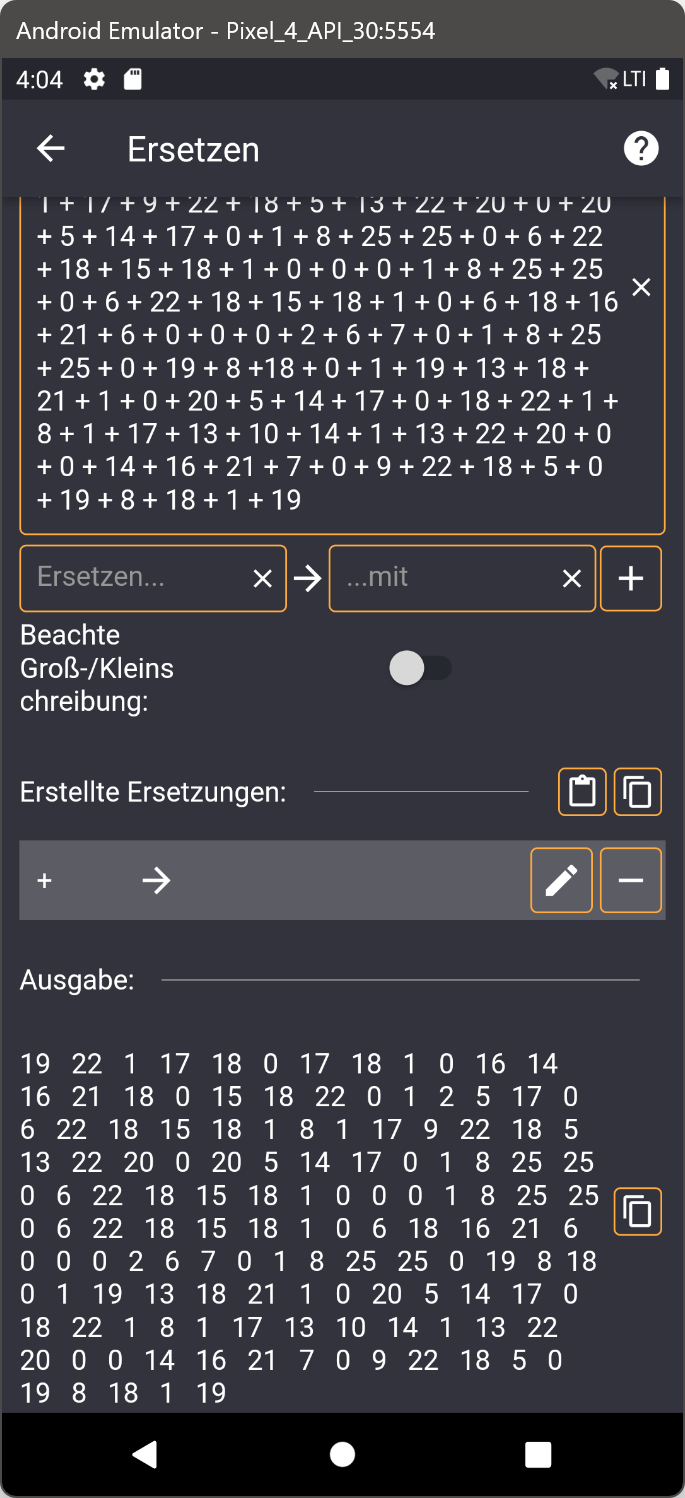 Android Emulator - Pixel_4_API_30:5554
4:04 LTI
Ersetzen
1 + 17 + 9 + 22 + 18 + 5 + 13 + 22 + 20 + 0 + 20
+ 5 + 14 + 17 + 0 + 1 + 8 + 25 + 25 + 0 + 6 + 22
+ 18 + 15 + 18 + 1 + 0 + 0 + 0 + 1 + 8 + 25 + 25
+ 0 + 6 + 22 + 18 + 15 + 18 + 1 + 0 + 6 + 18 + 16
+ 21 + 6 + 0 + 0 + 0 + 2 + 6 + 7 + 0 + 1 + 8 + 25
+ 25 + 0 + 19 + 8 +18 + 0 + 1 + 19 + 13 + 18 +
21 + 1 + 0 + 20 + 5 + 14 + 17 + 0 + 18 + 22 + 1 +
8 + 1 + 17 + 13 + 10 + 14 + 1 + 13 + 22 + 20 + 0
+ 0 + 14 + 16 + 21 + 7 + 0 + 9 + 22 + 18 + 5 + 0
+ 19 + 8 + 18 + 1 + 19
Ersetzen... ...mit
Beachte
Groß-/Kleins
chreibung:
Erstellte Ersetzungen:
+
Ausgabe:
19 22 1 17 18 0 17 18 1 0 16 14
16 21 18 0 15 18 22 0 1 2 5 17 0
6 22 18 15 18 1 8 1 17 9 22 18 5
13 22 20 0 20 5 14 17 0 1 8 25 25
0 6 22 18 15 18 1 0 0 0 1 8 25 25
0 6 22 18 15 18 1 0 6 18 16 21 6
0 0 0 2 6 7 0 1 8 25 25 0 19 8 18
0 1 19 13 18 21 1 0 20 5 14 17 0
18 22 1 8 1 17 13 10 14 1 13 22
20 0 0 14 16 21 7 0 9 22 18 5 0
19 8 18 1 19